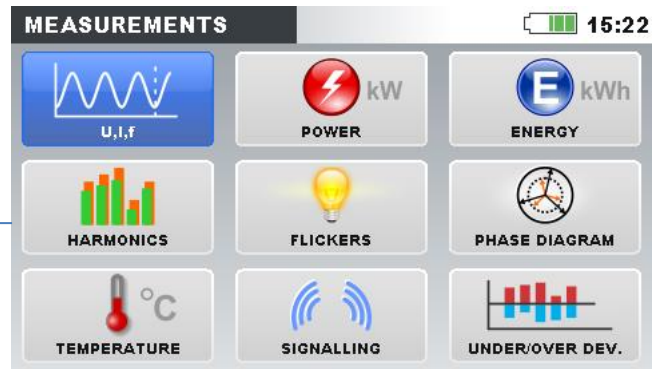 MEASUREMENTS 15:22
U,I,f
kW
POWER
E kWh
ENERGY
HARMONICS
FLICKERS
PHASE DIAGRAM
°C
TEMPERATURE
SIGNALLING
UNDER/OVER DEV.